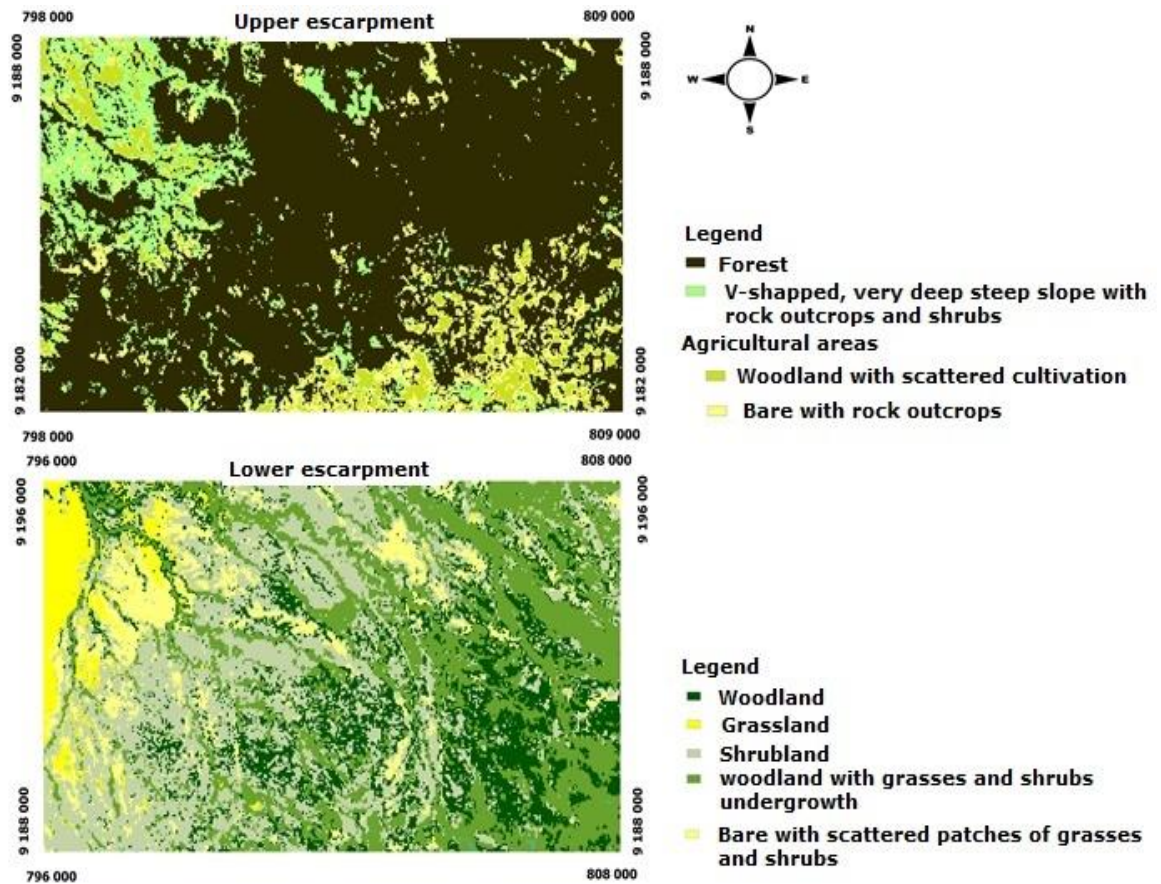 798 000
Upper escarpment
809 000
9 188 000
9 188 000
N
W
E
S
9 182 000
9 182 000
798 000
809 000
Legend
Forest
V-shapped, very deep steep slope with
rock outcrops and shrubs
Agricultural areas
Woodland with scattered cultivation
Bare with rock outcrops
796 000
Lower escarpment
808 000
9 196 000
9 196 000
9 188 000
9 188 000
796 000
808 000
Legend
Woodland
Grassland
Shrubland
woodland with grasses and shrubs
undergrowth
Bare with scattered patches of grasses
and shrubs